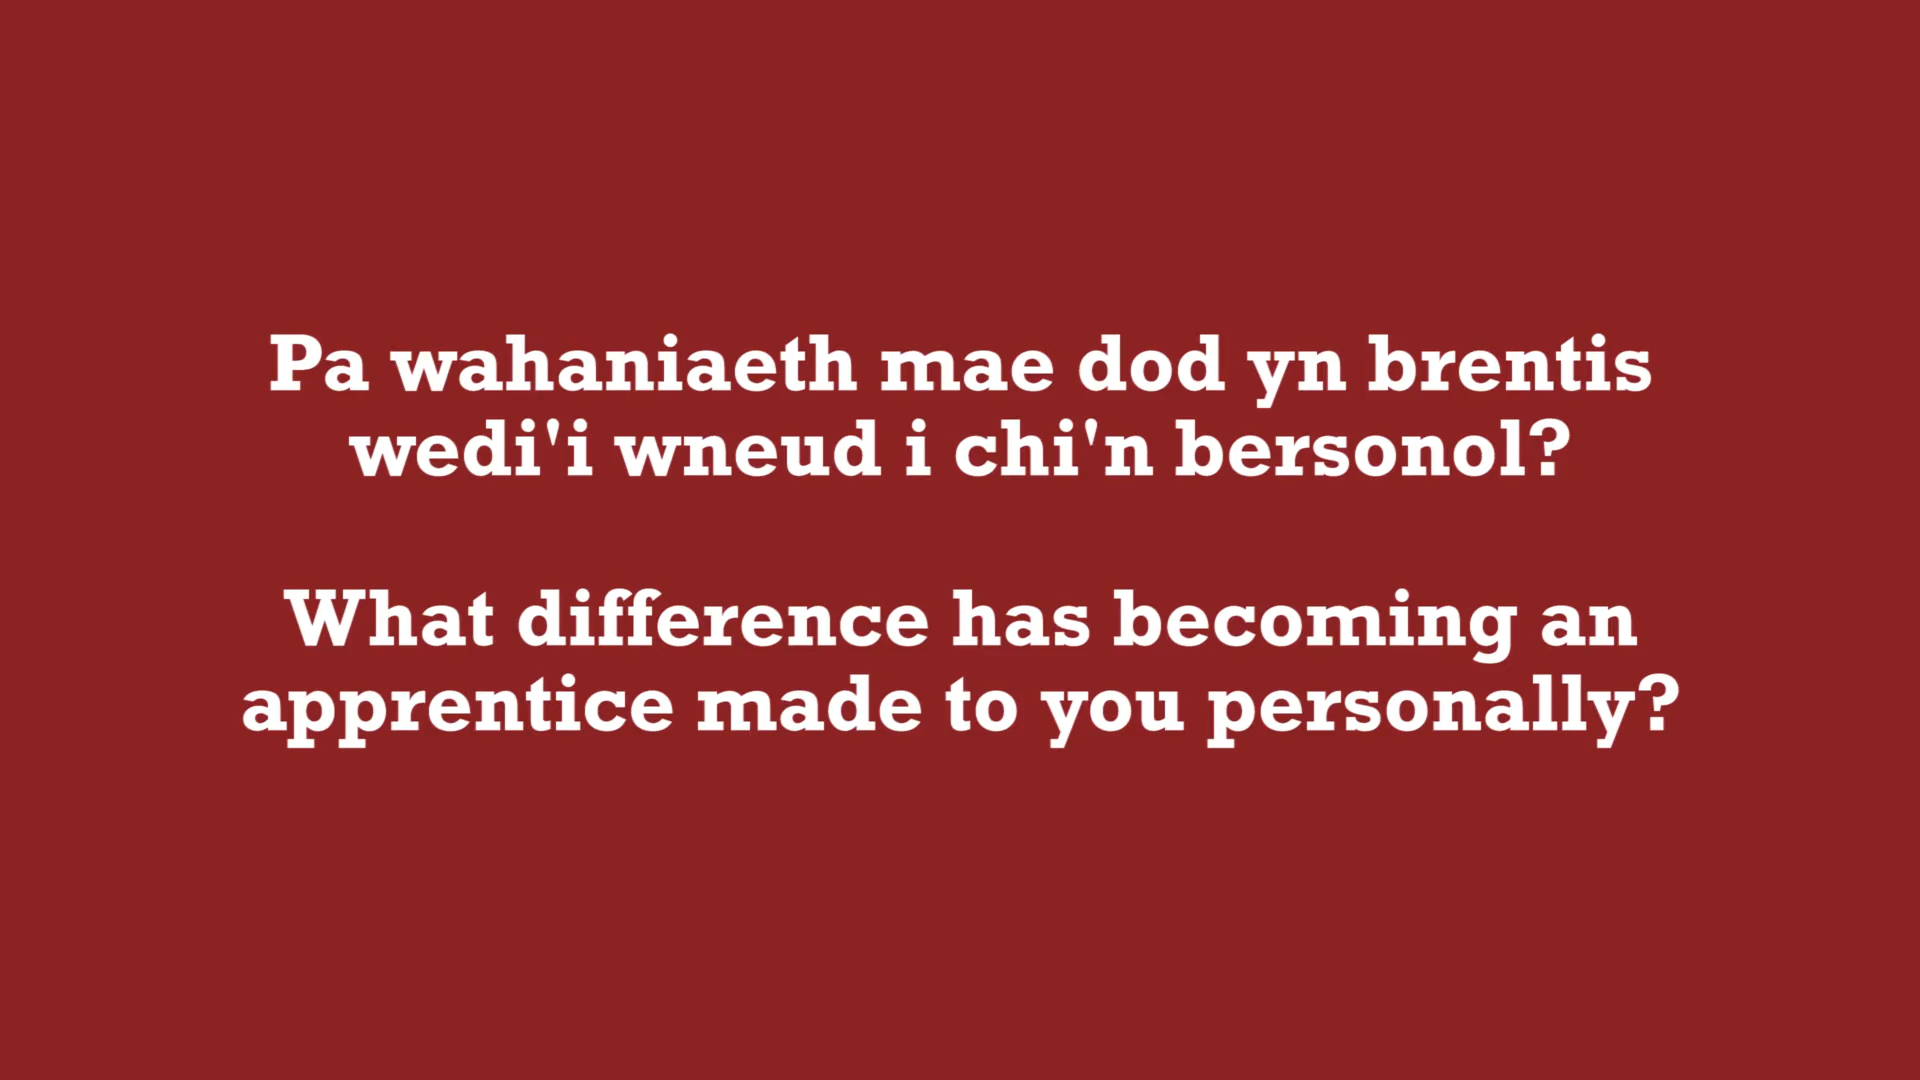 Pa wahaniaeth mae dod yn brentis
wedi'i wneud i chi'n bersonol?
What difference has becoming an
apprentice made to you personally?